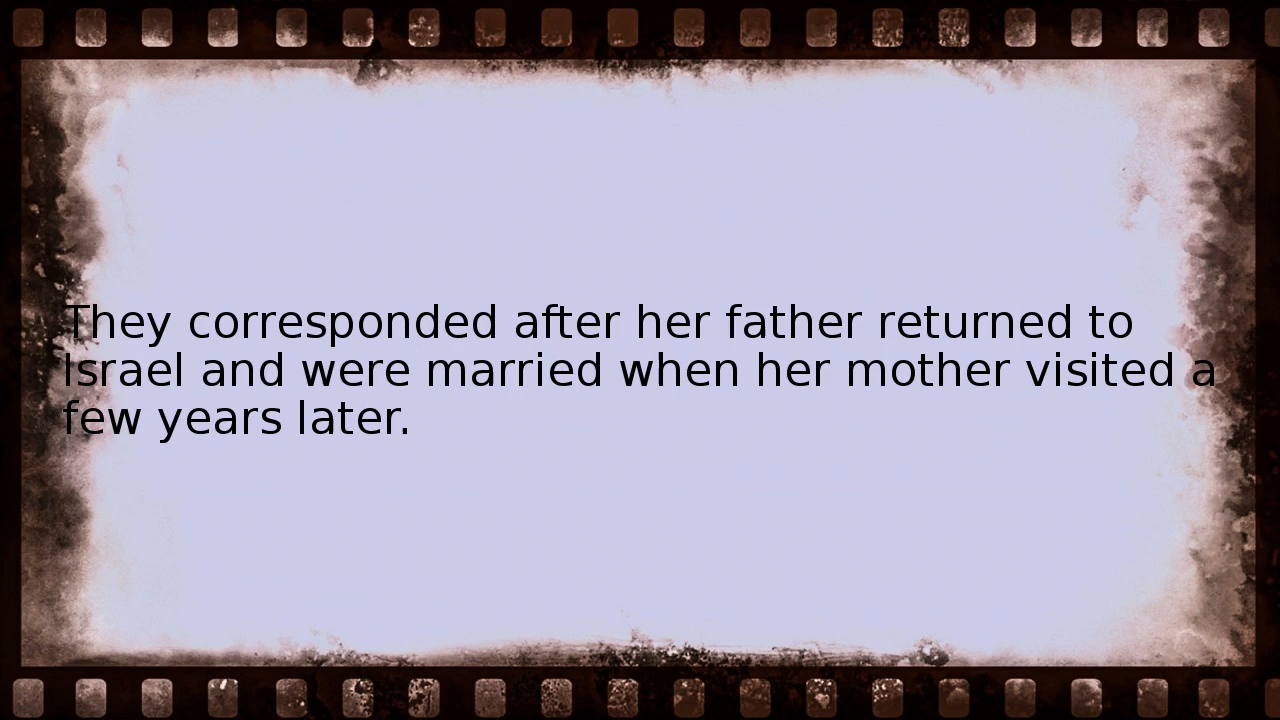 They corresponded after her father returned to
Israel and were married when her mother visited a
few years later.